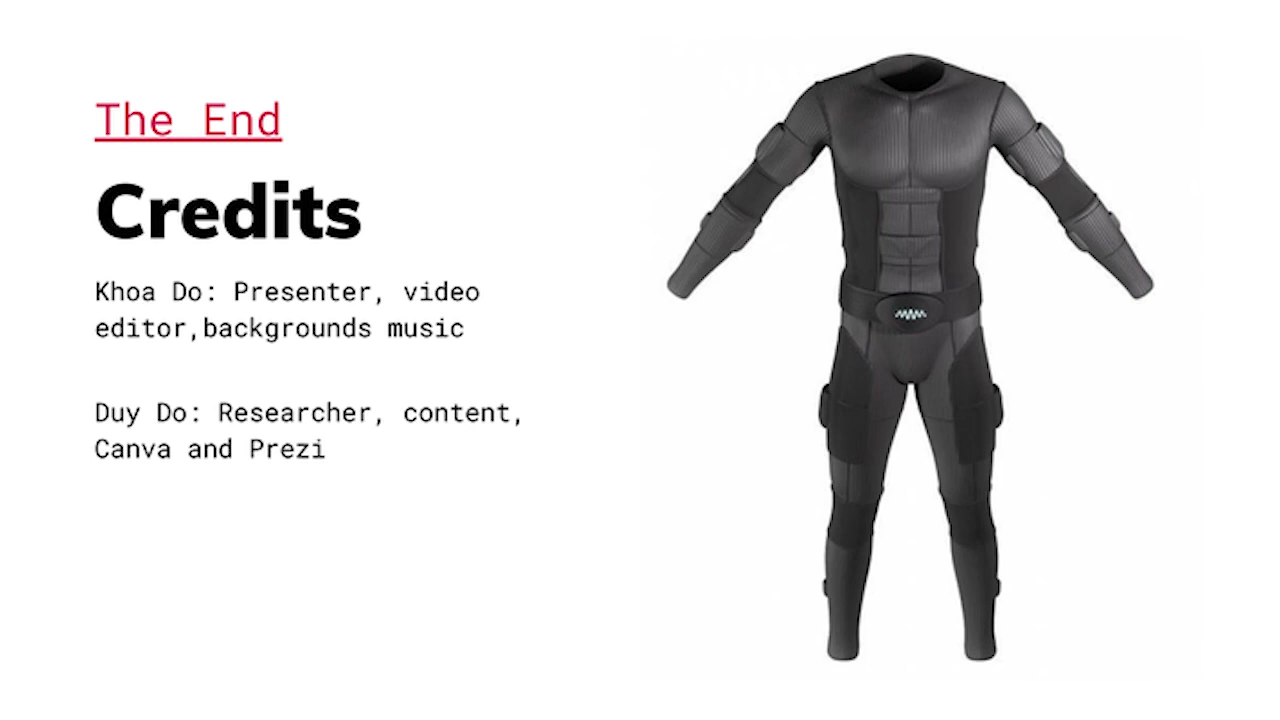 The End
Credits
Khoa Do: Presenter, video
editor,backgrounds music
Duy Do: Researcher, content,
Canva and Prezi